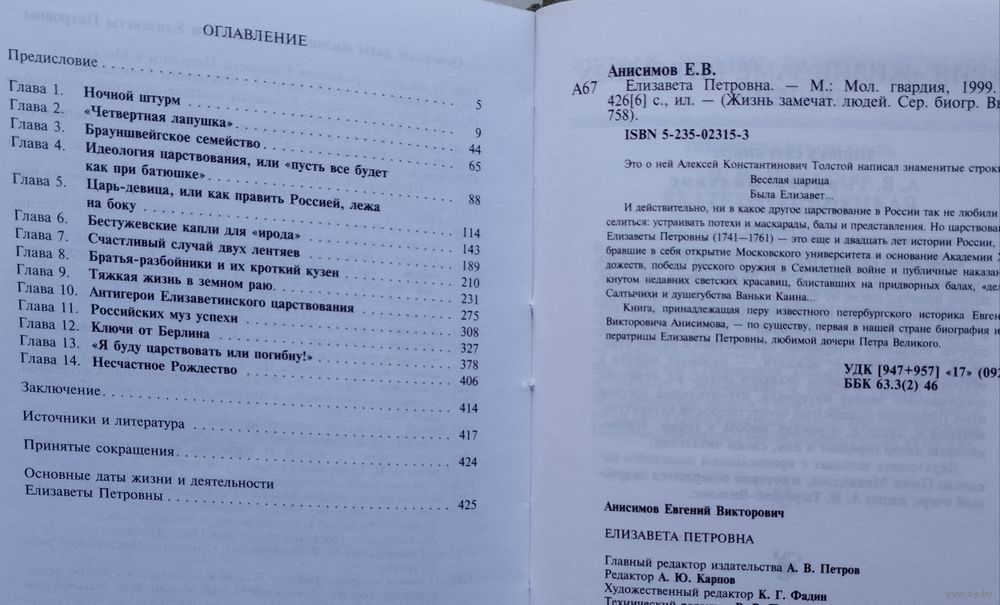 ОГЛАВЛЕНИЕ
Предисловие . . . 5
Глава 1. Ночной штурм . . . 9
Глава 2. «Четвертная лапушка» . . . 44
Глава 3. Брауншвейгское семейство . . . 65
Глава 4. Идеология царствования, или «пусть все будет
как при батюшке» . . . 88
Глава 5. Царь-девица, или как править Россией, лежа
на боку . . . 114
Глава 6. Бестужевские капли для «ирода» . . . 143
Глава 7. Счастливый случай двух лентяев . . . 189
Глава 8. Братья-разбойники и их кроткий кузен . . . 210
Глава 9. Тяжкая жизнь в земном раю . . . 231
Глава 10. Антигерои Елизаветинского царствования . . . 275
Глава 11. Российских муз успехи . . . 308
Глава 12. Ключи от Берлина . . . 327
Глава 13. «Я буду царствовать или погибну!» . . . 378
Глава 14. Несчастное Рождество . . . 406
Заключение . . . 414
Источники и литература . . . 417
Принятые сокращения . . . 424
Основные даты жизни и деятельности
Елизаветы Петровны . . . 425
Анисимов Е.В.
А67 Елизавета Петровна. — М.: Мол. гвардия, 1999.
426[6] с., ил. — (Жизнь замечат. людей. Сер. биогр. Вы
758).
ISBN 5-235-02315-3
Это о ней Алексей Константинович Толстой написал знаменитые строки
Веселая царица
Была Елизавет...
И действительно, ни в какое другое царствование в России так не любили
селиться: устраивать потехи и маскарады, балы и представления. Но царствован
Елизаветы Петровны (1741—1761) — это еще и двадцать лет истории России,
бравшие в себя открытие Московского университета и основание Академии Х
дожеств, победы русского оружия в Семилетней войне и публичные наказан
кнутом недавних светских красавиц, блиставших на придворных балах, «дел
Салтычихи и душегубства Ваньки Каина...
Книга, принадлежащая перу известного петербургского историка Евген
Викторовича Анисимова, — по существу, первая в нашей стране биография и
ператрицы Елизаветы Петровны, любимой дочери Петра Великого.
УДК [947+957] «17» (092
ББК 63.3(2) 46
Анисимов Евгений Викторович
ЕЛИЗАВЕТА ПЕТРОВНА
Главный редактор издательства А. В. Петров
Редактор А. Ю. Карпов
Художественный редактор К. Г. Фадин
www.ay.by